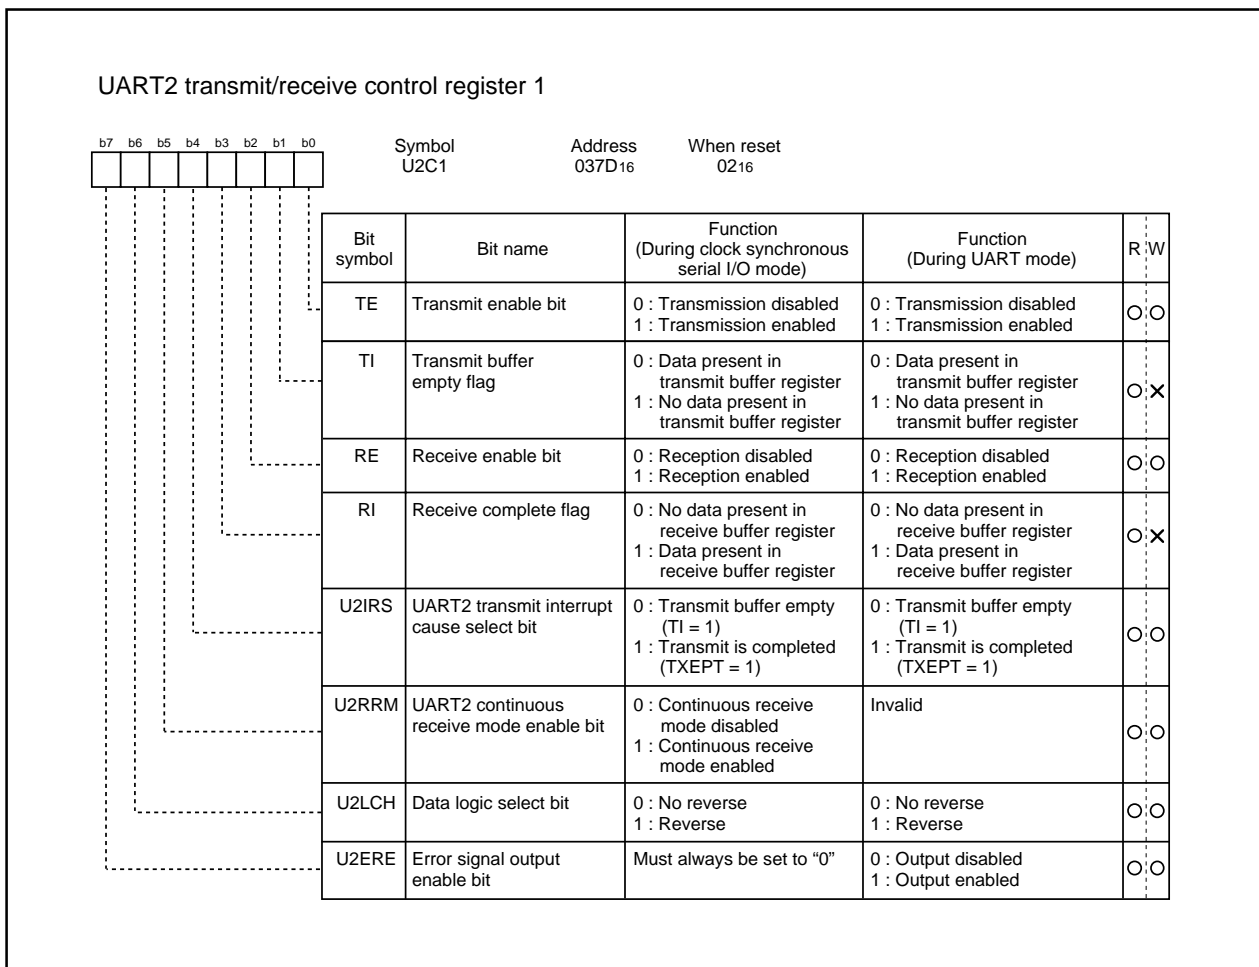 UART2 transmit/receive control register 1
b7 b6 b5 b4 b3 b2 b1 b0
Symbol Address When reset
U2C1 037D16 0216
Bit symbol Bit name Function (During clock synchronous serial I/O mode) Function (During UART mode) R W
TE Transmit enable bit 0 : Transmission disabled 0 : Transmission disabled
1 : Transmission enabled 1 : Transmission enabled
TI Transmit buffer 0 : Data present in 0 : Data present in
empty flag transmit buffer register transmit buffer register
1 : No data present in 1 : No data present in
transmit buffer register transmit buffer register
RE Receive enable bit 0 : Reception disabled 0 : Reception disabled
1 : Reception enabled 1 : Reception enabled
RI Receive complete flag 0 : No data present in 0 : No data present in
receive buffer register receive buffer register
1 : Data present in 1 : Data present in
receive buffer register receive buffer register
U2IRS UART2 transmit interrupt 0 : Transmit buffer empty 0 : Transmit buffer empty
cause select bit (TI = 1) (TI = 1)
1 : Transmit is completed 1 : Transmit is completed
(TXEPT = 1) (TXEPT = 1)
U2RRM UART2 continuous 0 : Continuous receive Invalid
receive mode enable bit mode disabled
1 : Continuous receive
mode enabled
U2LCH Data logic select bit 0 : No reverse 0 : No reverse
1 : Reverse 1 : Reverse
U2ERE Error signal output Must always be set to “0” 0 : Output disabled
enable bit 1 : Output enabled